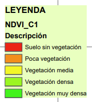 LEYENDA
NDVI_C1
Descripción
Suelo sin vegetación
Poca vegetación
Vegetación media
Vegetación densa
Vegetación muy densa